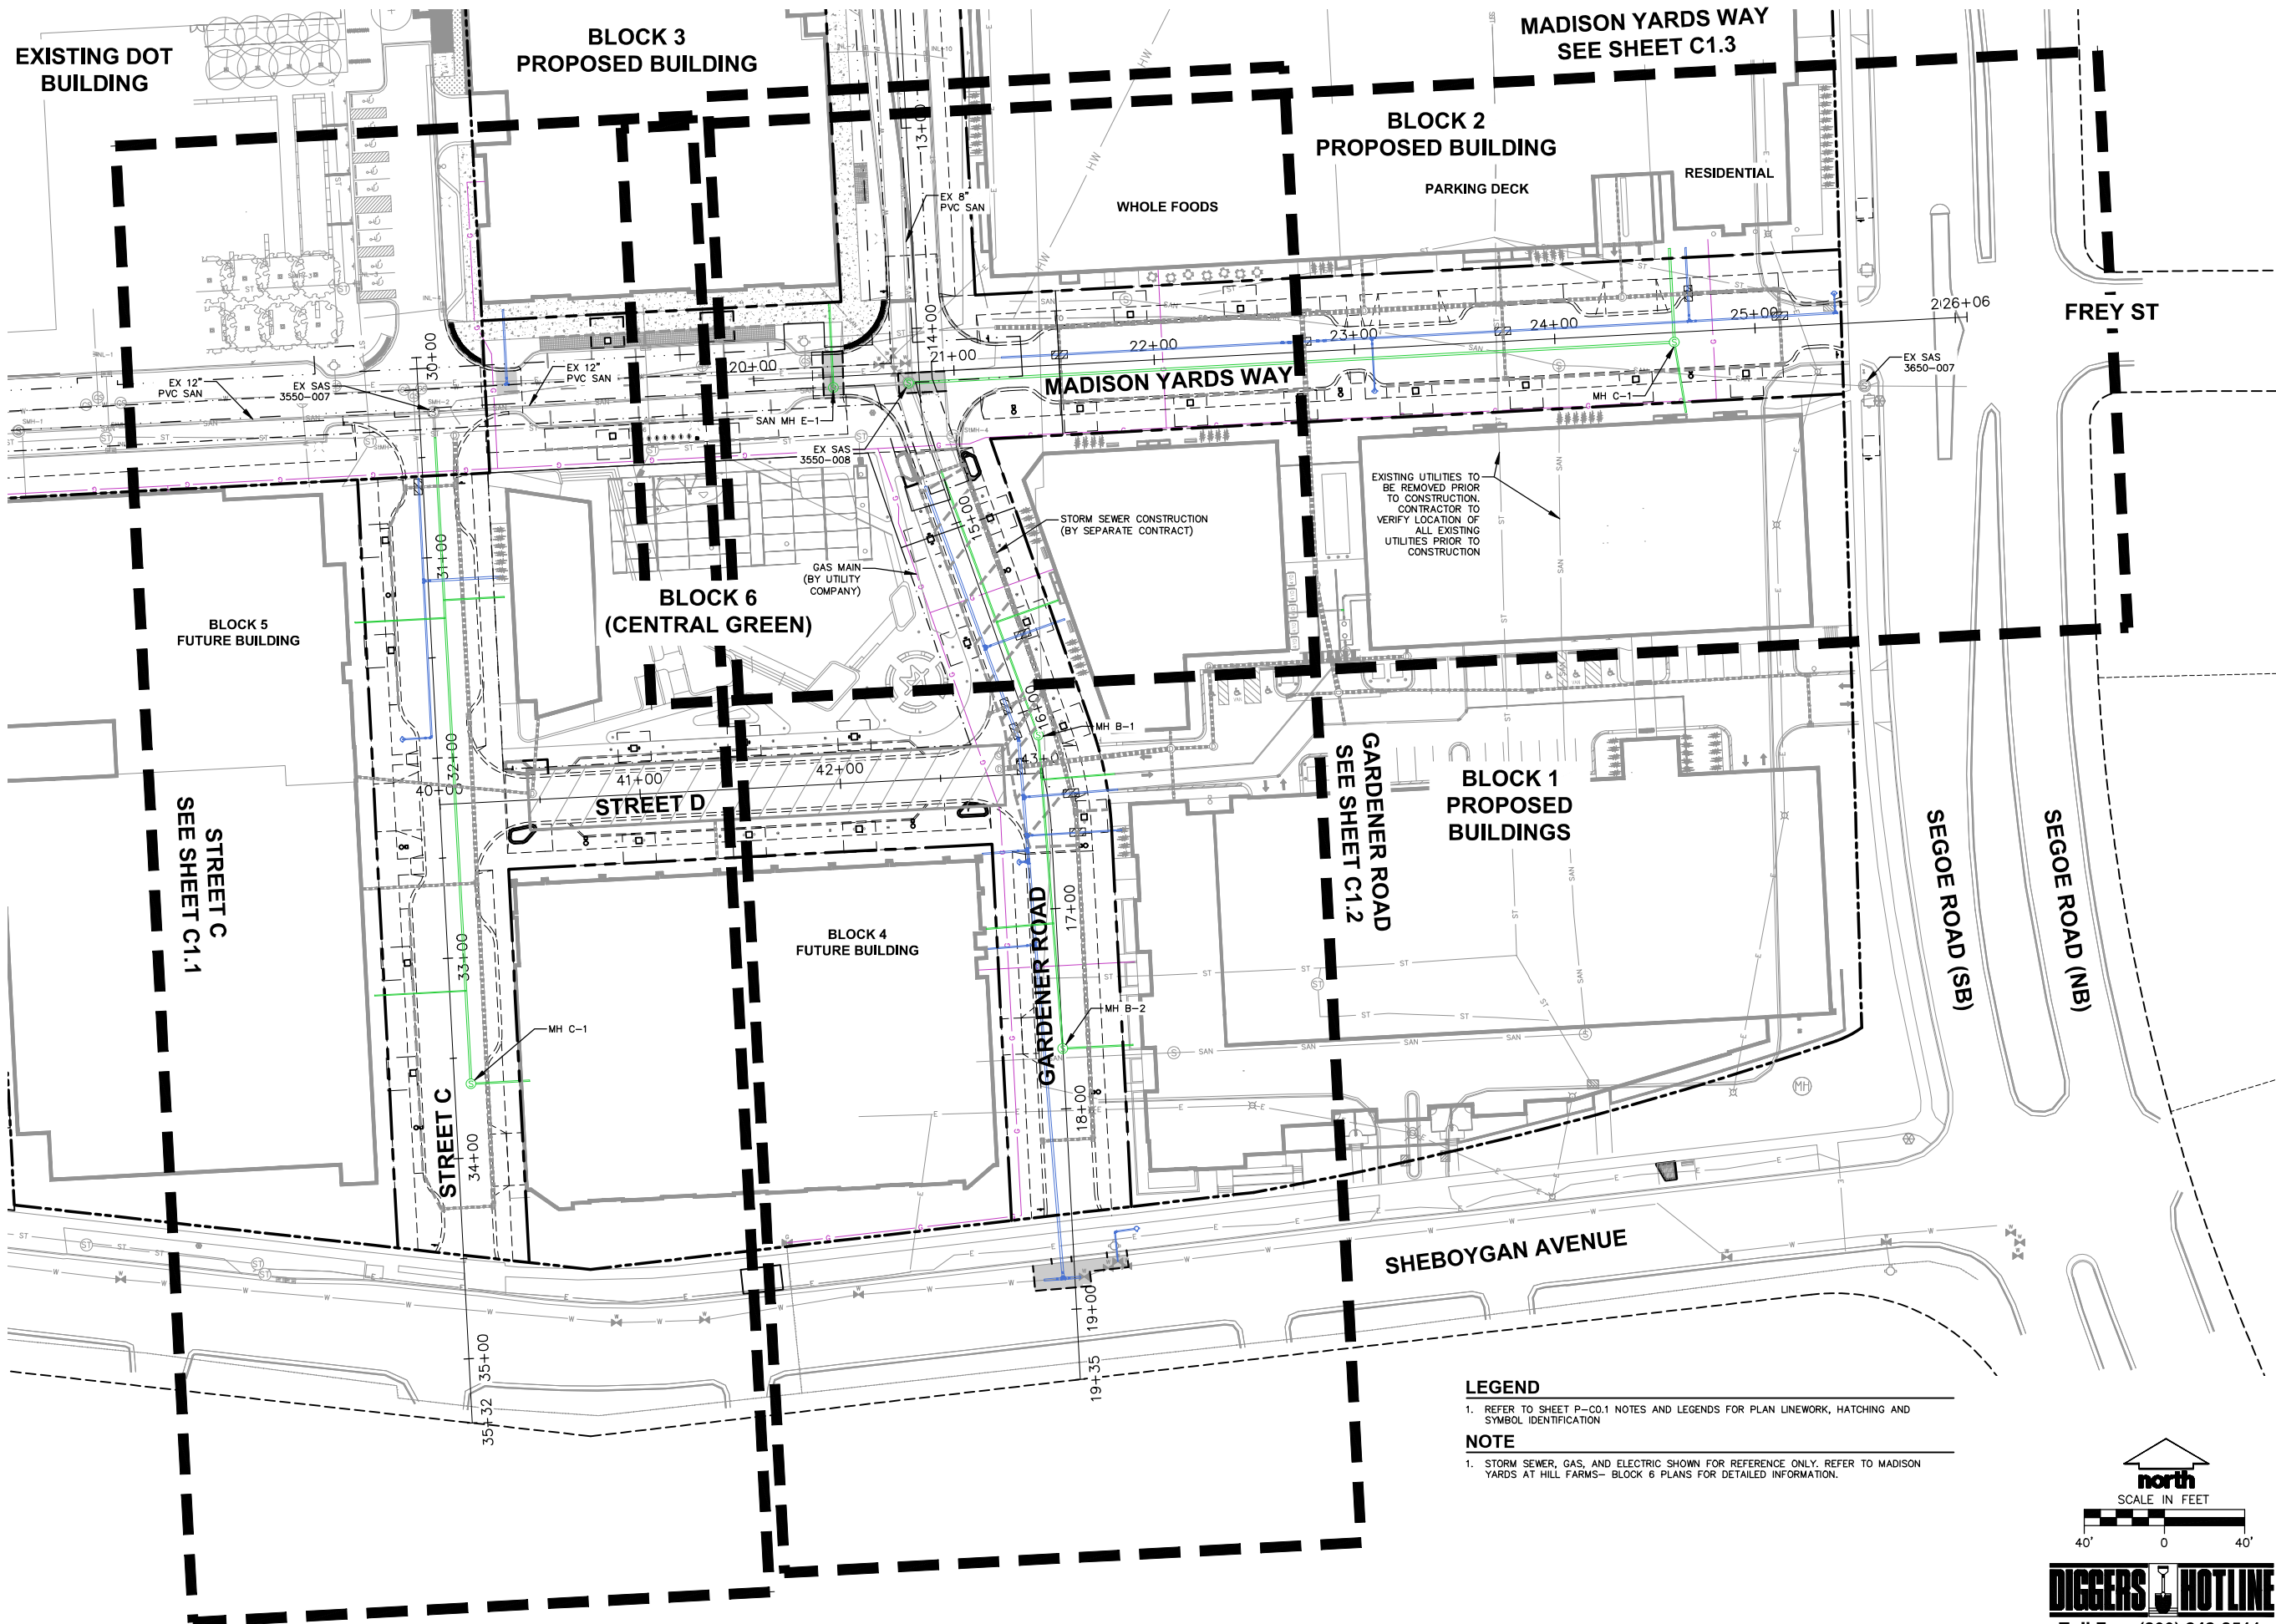 EXISTING DOT
BUILDING
BLOCK 3
PROPOSED BUILDING
MADISON YARDS WAY
SEE SHEET C1.3
BLOCK 2
PROPOSED BUILDING
PARKING DECK
RESIDENTIAL
WHOLE FOODS
EX 8"
PVC SAN
13+00
14+00
FREY ST
EX 12"
PVC SAN
EX SAS
3550-007
30+00
EX 12"
PVC SAN
20+00
21+00
22+00
23+00
24+00
25+00
26+06
MADISON YARDS WAY
SAN MH E-1
EX SAS
3550-008
MH C-1
EX SAS
3650-007
EXISTING UTILITIES TO
BE REMOVED PRIOR
TO CONSTRUCTION.
CONTRACTOR TO
VERIFY LOCATION OF
ALL EXISTING
UTILITIES PRIOR TO
CONSTRUCTION
STORM SEWER CONSTRUCTION
(BY SEPARATE CONTRACT)
15+00
GAS MAIN
(BY UTILITY
COMPANY)
31+00
BLOCK 5
FUTURE BUILDING
BLOCK 6
(CENTRAL GREEN)
16+00
MH B-1
32+00
40+00
41+00
42+00
STREET D
STREET C
SEE SHEET C1.1
GARDENER ROAD
SEE SHEET C1.2
BLOCK 1
PROPOSED
BUILDINGS
SEGOE ROAD (SB)
SEGOE ROAD (NB)
BLOCK 4
FUTURE BUILDING
GARDENER ROAD
17+00
33+00
MH C-1
MH B-2
18+00
STREET C
34+00
SHEBOYGAN AVENUE
19+00
19+35
35+00
35+32
LEGEND
1. REFER TO SHEET P-C0.1 NOTES AND LEGENDS FOR PLAN LINEWORK, HATCHING AND
SYMBOL IDENTIFICATION
NOTE
1. STORM SEWER, GAS, AND ELECTRIC SHOWN FOR REFERENCE ONLY. REFER TO MADISON
YARDS AT HILL FARMS- BLOCK 6 PLANS FOR DETAILED INFORMATION.
north
SCALE IN FEET
40' 0 40'
DIGGERS HOTLINE